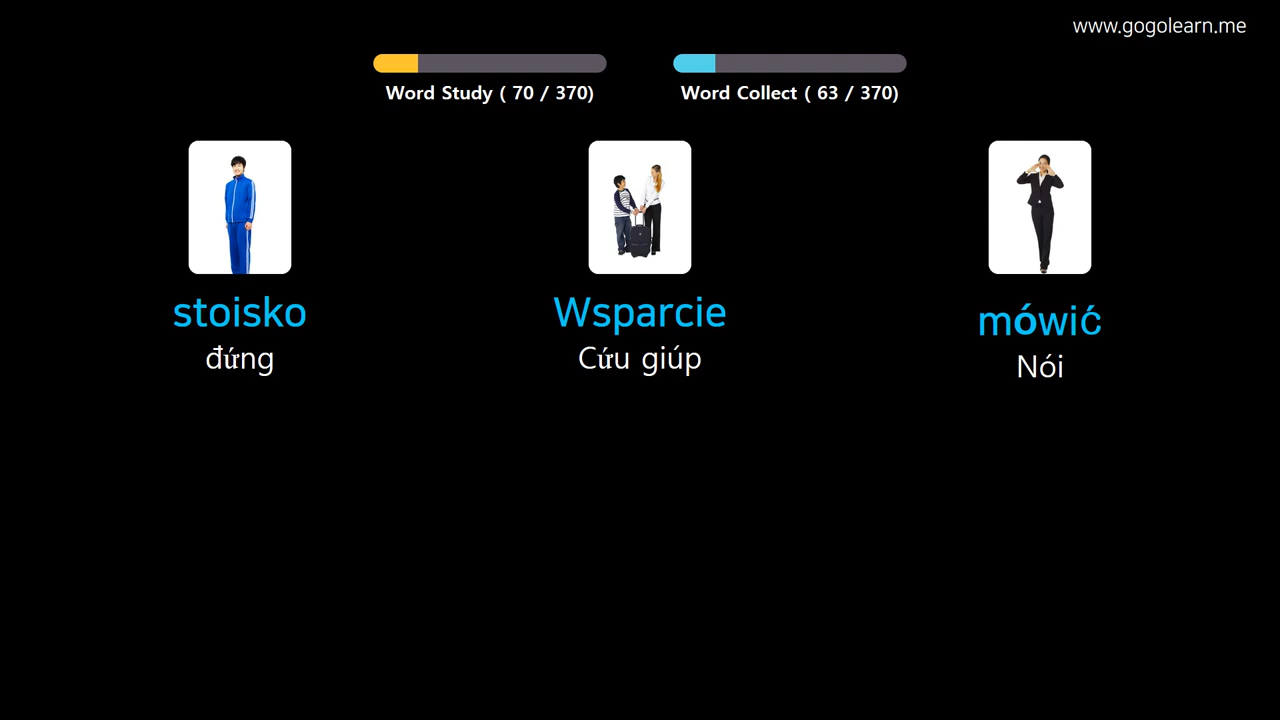 www.gogolearn.me
Word Study ( 70 / 370)
Word Collect ( 63 / 370)
stoisko
đứng
Wsparcie
Cứu giúp
mówić
Nói